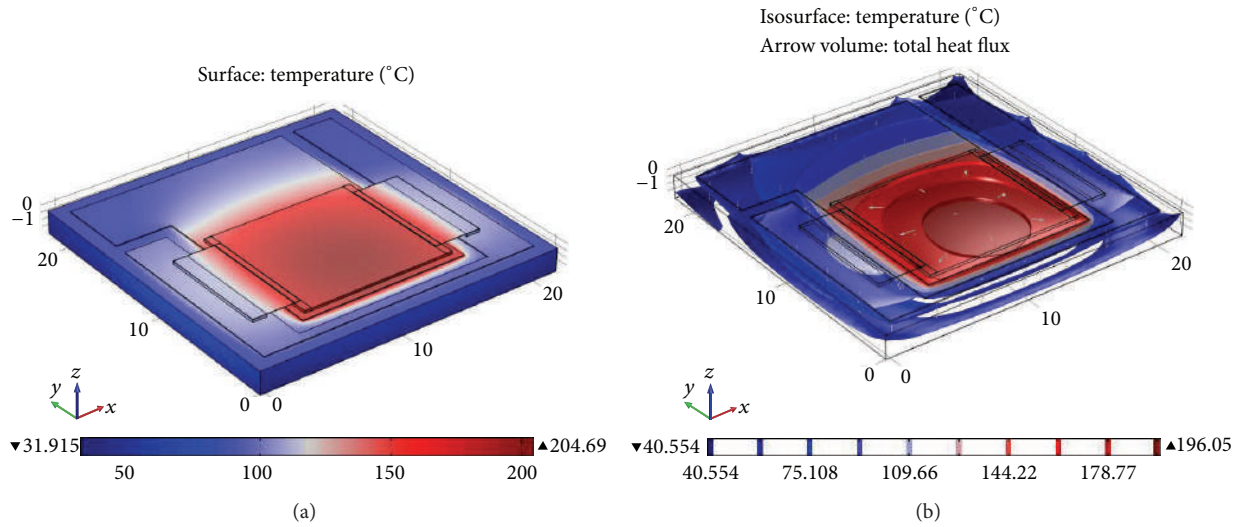 Surface: temperature (°C)
0
−1
20
10
0 0
10
20
z
y
x
▼31.915
▲204.69
50 100 150 200
(a)
Isosurface: temperature (°C)
Arrow volume: total heat flux
0
−1
20
10
0 0
10
20
z
y
x
▼40.554
▲196.05
40.554 75.108 109.66 144.22 178.77
(b)